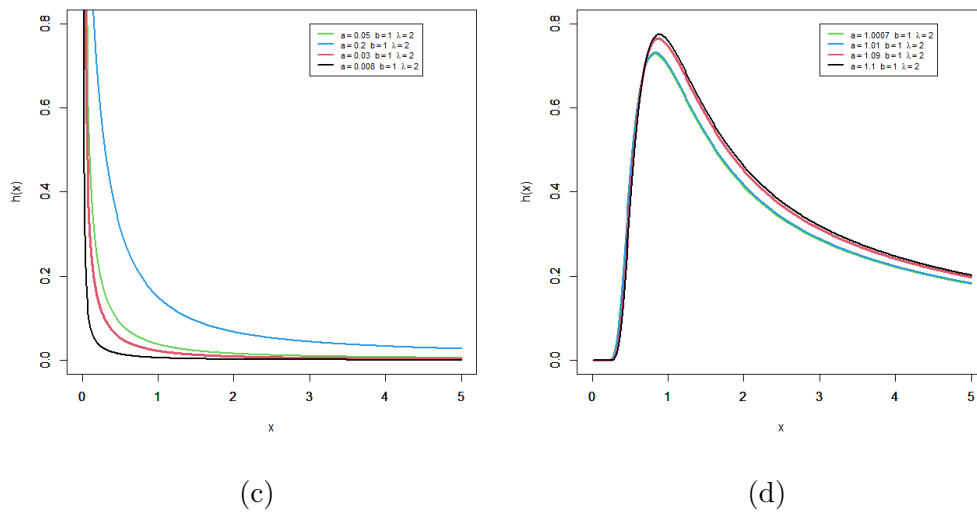 0.8
0.6
0.4
0.2
0.0
h(x)
a = 0.05 b = 1 λ = 2
a = 0.2 b = 1 λ = 2
a = 0.03 b = 1 λ = 2
a = 0.008 b = 1 λ = 2
0 1 2 3 4 5
x
(c)
0.8
0.6
0.4
0.2
0.0
h(x)
a = 1.0007 b = 1 λ = 2
a = 1.01 b = 1 λ = 2
a = 1.09 b = 1 λ = 2
a = 1.1 b = 1 λ = 2
0 1 2 3 4 5
x
(d)